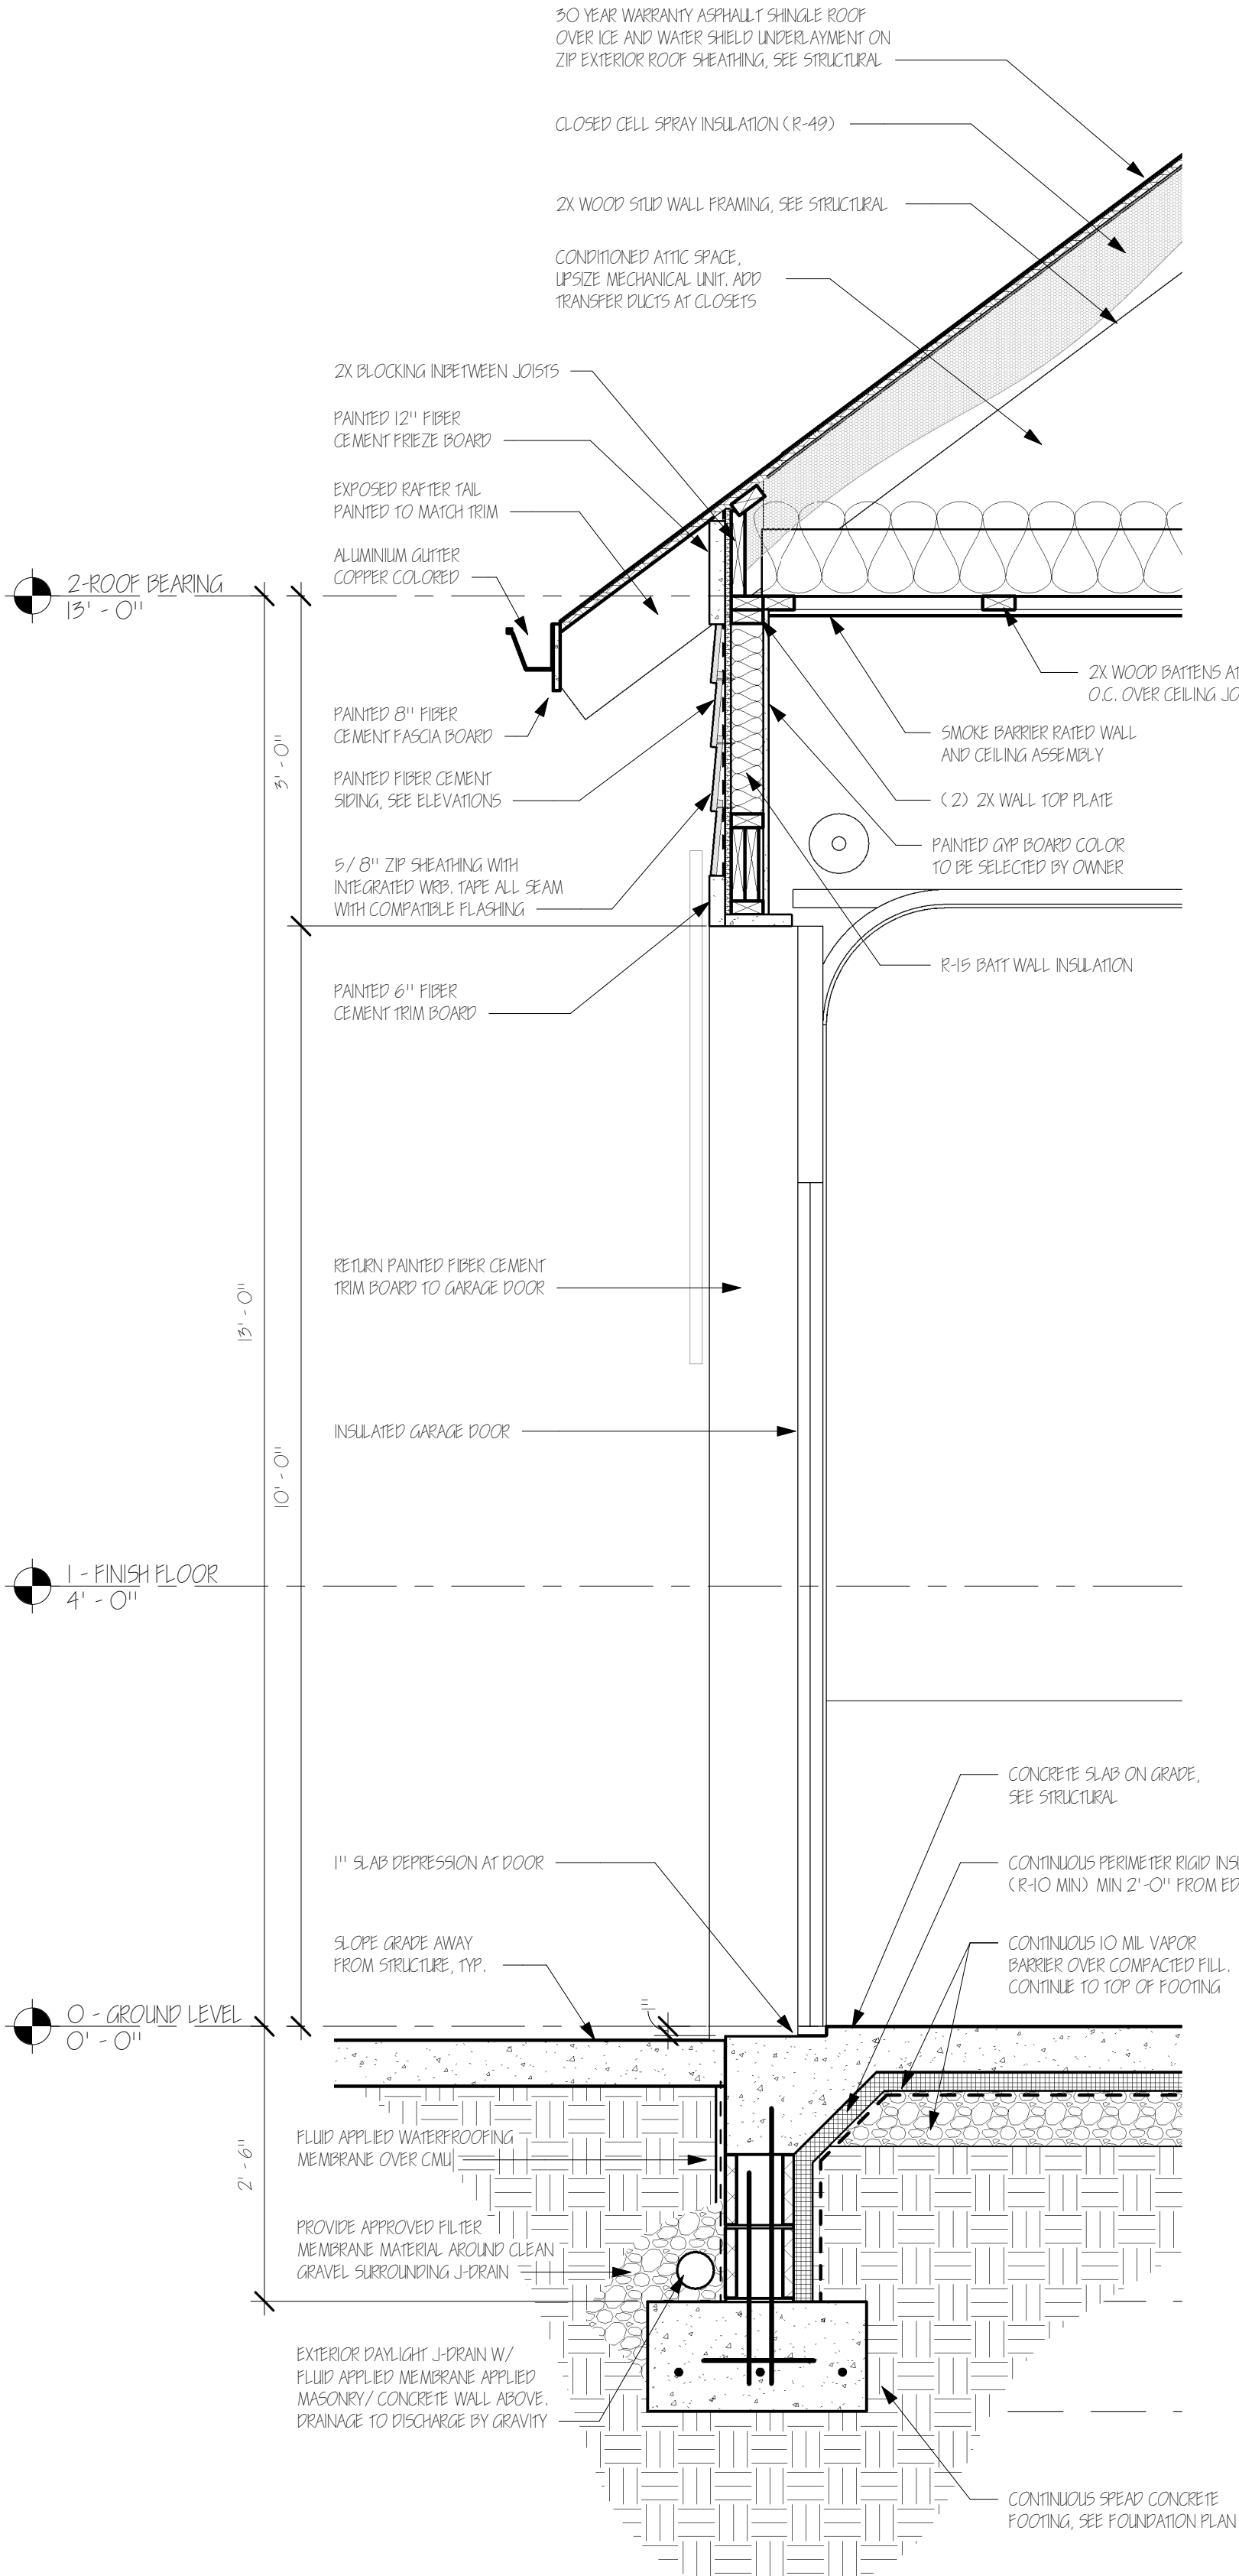 30 YEAR WARRANTY ASPHALT SHINGLE ROOF
OVER ICE AND WATER SHIELD UNDERLAYMENT ON
ZIP EXTERIOR ROOF SHEATHING, SEE STRUCTURAL
CLOSED CELL SPRAY INSULATION (R-49)
2X WOOD STUD WALL FRAMING, SEE STRUCTURAL
CONDITIONED ATTIC SPACE,
UPSIZE MECHANICAL UNIT. ADD
TRANSFER DUCTS AT CLOSETS
2X BLOCKING INBETWEEN JOISTS
PAINTED 12" FIBER
CEMENT FRIEZE BOARD
EXPOSED RAFTER TAIL
PAINTED TO MATCH TRIM
ALUMINIUM GUTTER
COPPER COLORED
2-ROOF BEARING
13' - 0"
2X WOOD BATTENS AT
O.C. OVER CEILING JO
PAINTED 8" FIBER
CEMENT FASCIA BOARD
SMOKE BARRIER RATED WALL
AND CEILING ASSEMBLY
3' - 0"
PAINTED FIBER CEMENT
SIDING, SEE ELEVATIONS
(2) 2X WALL TOP PLATE
PAINTED GYP BOARD COLOR
TO BE SELECTED BY OWNER
5/8" ZIP SHEATHING WITH
INTEGRATED WRB. TAPE ALL SEAM
WITH COMPATIBLE FLASHING
R-15 BATT WALL INSULATION
PAINTED 6" FIBER
CEMENT TRIM BOARD
RETURN PAINTED FIBER CEMENT
TRIM BOARD TO GARAGE DOOR
13' - 0"
INSULATED GARAGE DOOR
10' - 0"
1 - FINISH FLOOR
4' - 0"
CONCRETE SLAB ON GRADE,
SEE STRUCTURAL
1" SLAB DEPRESSION AT DOOR
CONTINUOUS PERIMETER RIGID INS
(R-10 MIN) MIN 2'-0" FROM ED
SLOPE GRADE AWAY
FROM STRUCTURE, TYP.
CONTINUOUS 10 MIL VAPOR
BARRIER OVER COMPACTED FILL.
CONTINUE TO TOP OF FOOTING
0 - GROUND LEVEL
0' - 0"
1"
FLUID APPLIED WATERFROOFING
MEMBRANE OVER CMU
2' - 6"
PROVIDE APPROVED FILTER
MEMBRANE MATERIAL AROUND CLEAN
GRAVEL SURROUNDING J-DRAIN
EXTERIOR DAYLIGHT J-DRAIN W/
FLUID APPLIED MEMBRANE APPLIED
MASONRY/ CONCRETE WALL ABOVE.
DRAINAGE TO DISCHARGE BY GRAVITY
CONTINUOUS SPEAD CONCRETE
FOOTING, SEE FOUNDATION PLAN